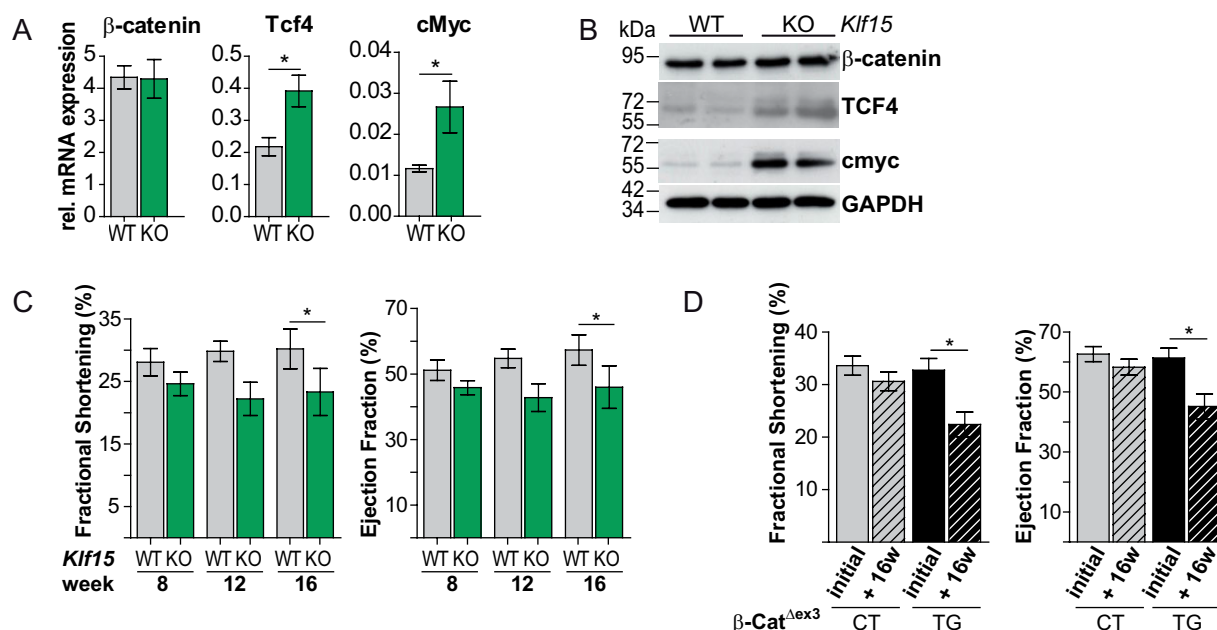 A
β-catenin
Tcf4
cMyc
rel. mRNA expression
5
4
3
2
1
0
0.5
0.4
0.3
0.2
0.1
0.0
0.04
0.03
0.02
0.01
0.00
*
*
WT KO
WT KO
WT KO
B
kDa
WT
KO
Klf15
95
β-catenin
72
55
TCF4
72
55
cmyc
42
34
GAPDH
C
Fractional Shortening (%)
35
25
15
5
*
Klf15
WT KO WT KO WT KO
week
8
12
16
Ejection Fraction (%)
70
50
30
10
*
WT KO WT KO WT KO
8
12
16
D
Fractional Shortening (%)
40
30
20
10
*
initial
+ 16w
initial
+ 16w
β-CatΔex3
CT
TG
Ejection Fraction (%)
70
50
30
10
*
initial
+ 16w
initial
+ 16w
CT
TG